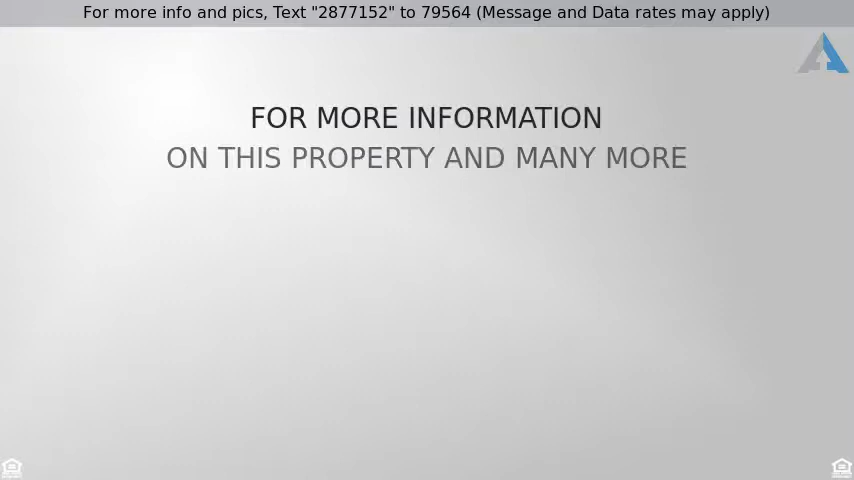 For more info and pics, Text "2877152" to 79564 (Message and Data rates may apply)
FOR MORE INFORMATION
ON THIS PROPERTY AND MANY MORE